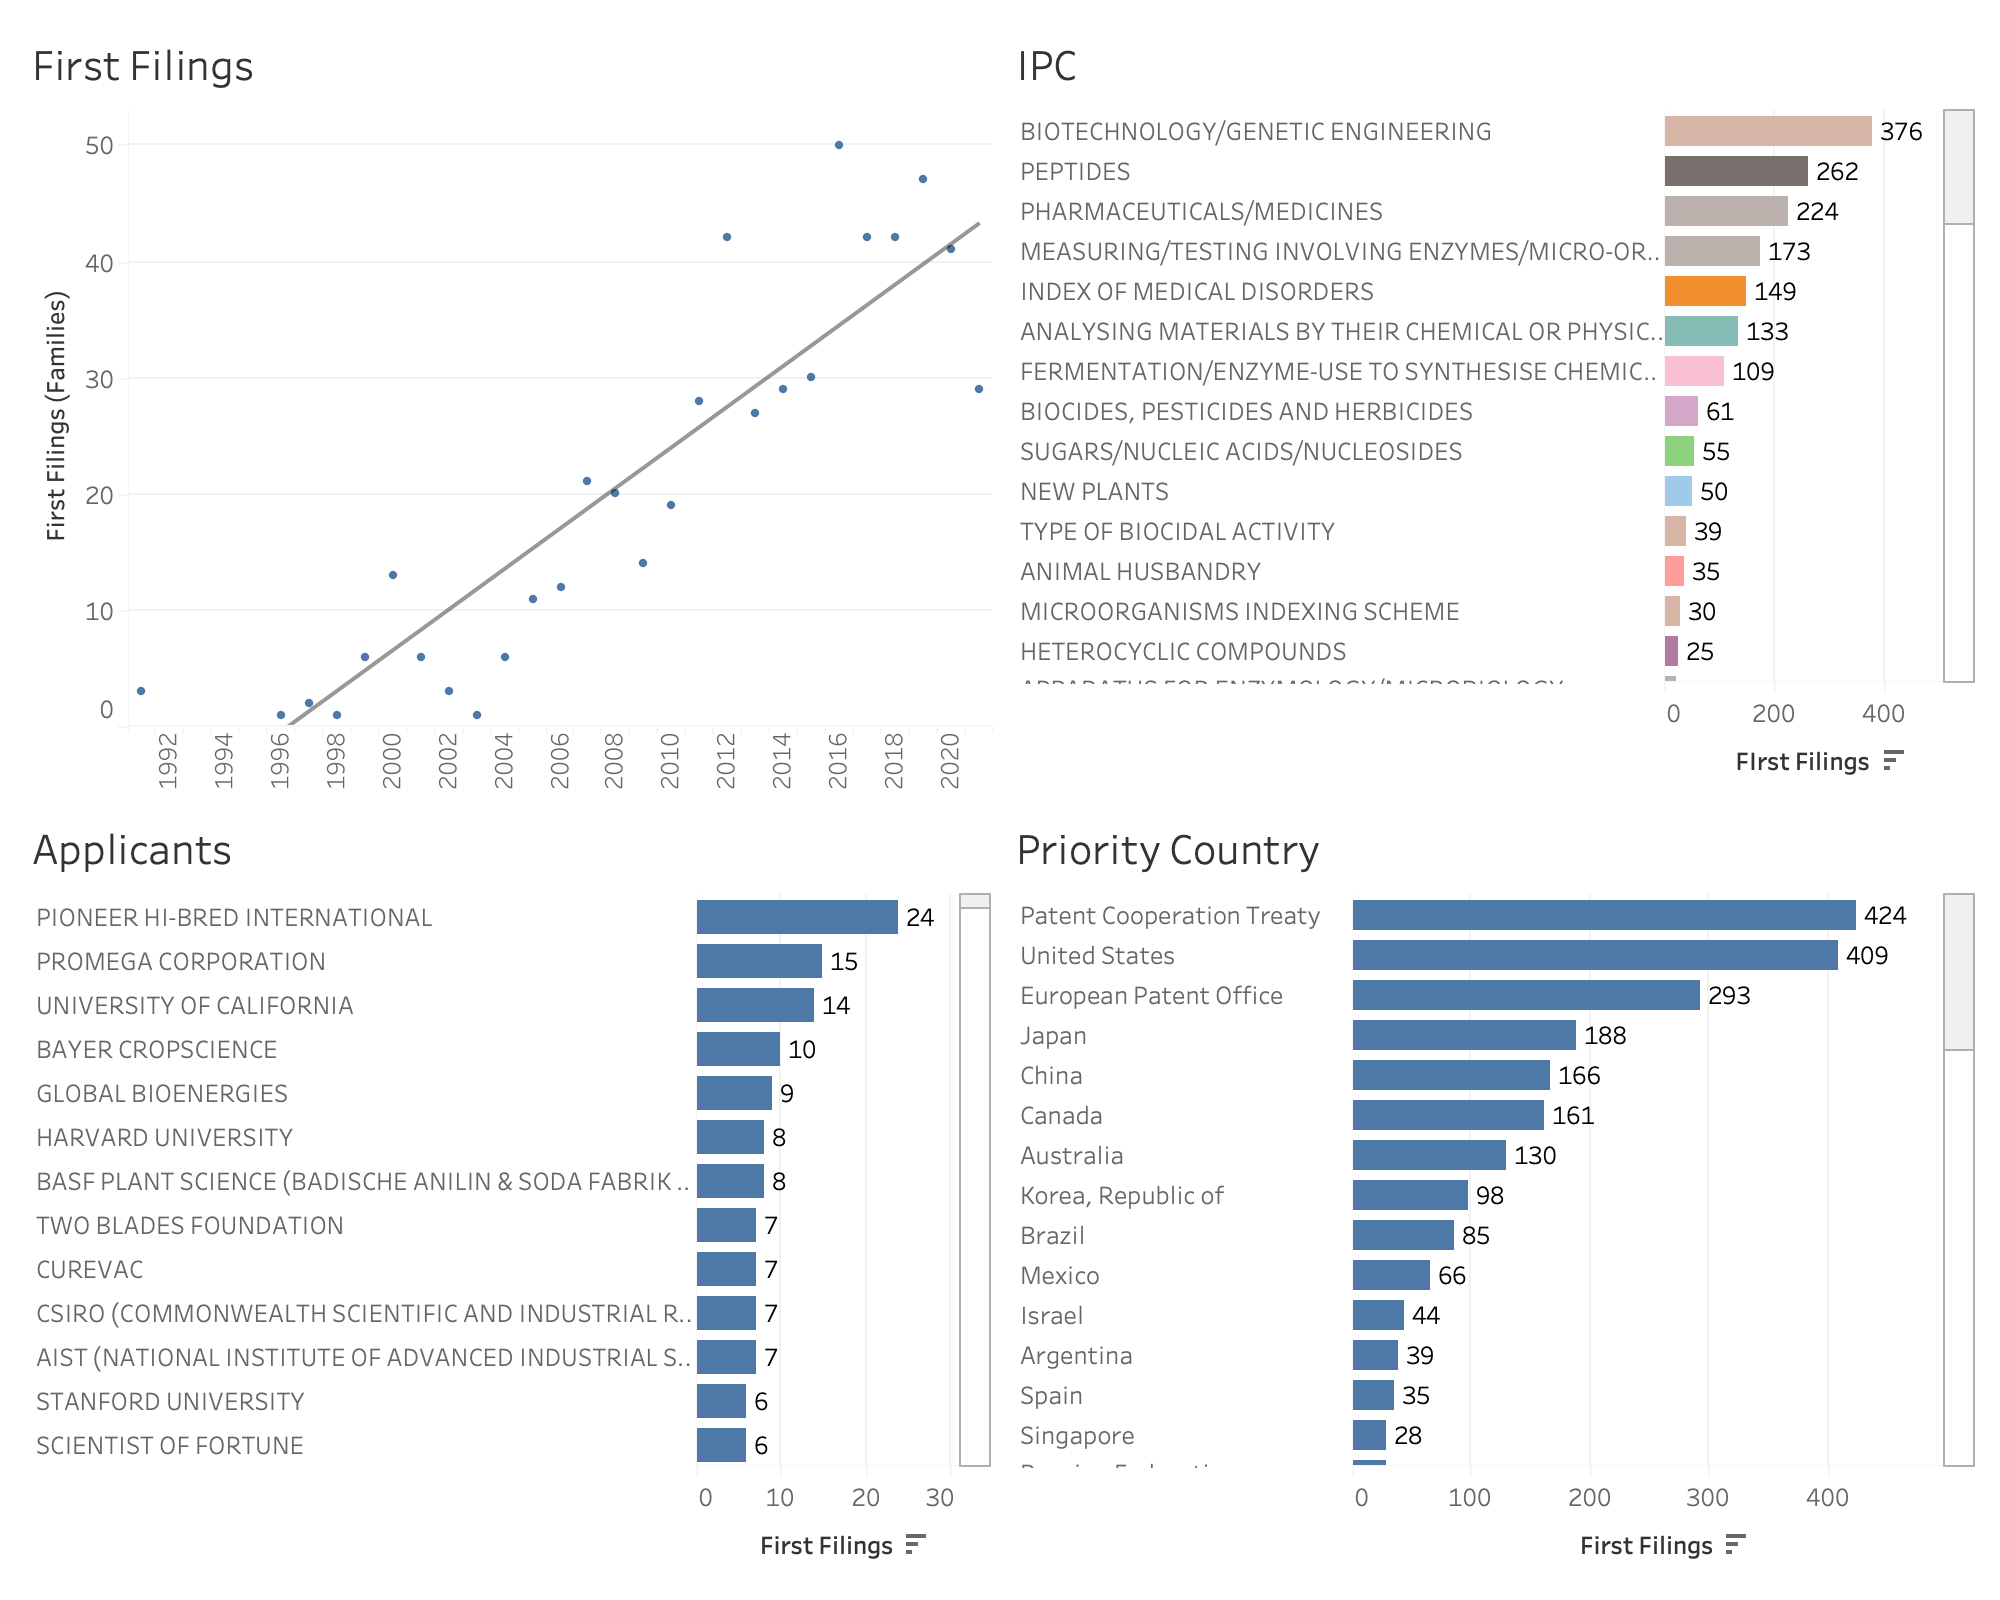 First Filings
50
40
30
20
10
0
First Filings (Families)
1992
1994
1996
1998
2000
2002
2004
2006
2008
2010
2012
2014
2016
2018
2020
IPC
BIOTECHNOLOGY/GENETIC ENGINEERING 376
PEPTIDES 262
PHARMACEUTICALS/MEDICINES 224
MEASURING/TESTING INVOLVING ENZYMES/MICRO-OR.. 173
INDEX OF MEDICAL DISORDERS 149
ANALYSING MATERIALS BY THEIR CHEMICAL OR PHYSIC.. 133
FERMENTATION/ENZYME-USE TO SYNTHESISE CHEMIC.. 109
BIOCIDES, PESTICIDES AND HERBICIDES 61
SUGARS/NUCLEIC ACIDS/NUCLEOSIDES 55
NEW PLANTS 50
TYPE OF BIOCIDAL ACTIVITY 39
ANIMAL HUSBANDRY 35
MICROORGANISMS INDEXING SCHEME 30
HETEROCYCLIC COMPOUNDS 25
APPARATUS FOR ENZYMOLOGY/MICROBIOLOGY
0 200 400
FIrst Filings
Applicants
PIONEER HI-BRED INTERNATIONAL 24
PROMEGA CORPORATION 15
UNIVERSITY OF CALIFORNIA 14
BAYER CROPSCIENCE 10
GLOBAL BIOENERGIES 9
HARVARD UNIVERSITY 8
BASF PLANT SCIENCE (BADISCHE ANILIN & SODA FABRIK .. 8
TWO BLADES FOUNDATION 7
CUREVAC 7
CSIRO (COMMONWEALTH SCIENTIFIC AND INDUSTRIAL R.. 7
AIST (NATIONAL INSTITUTE OF ADVANCED INDUSTRIAL S.. 7
STANFORD UNIVERSITY 6
SCIENTIST OF FORTUNE 6
0 10 20 30
First Filings
Priority Country
Patent Cooperation Treaty 424
United States 409
European Patent Office 293
Japan 188
China 166
Canada 161
Australia 130
Korea, Republic of 98
Brazil 85
Mexico 66
Israel 44
Argentina 39
Spain 35
Singapore 28
0 100 200 300 400
First Filings